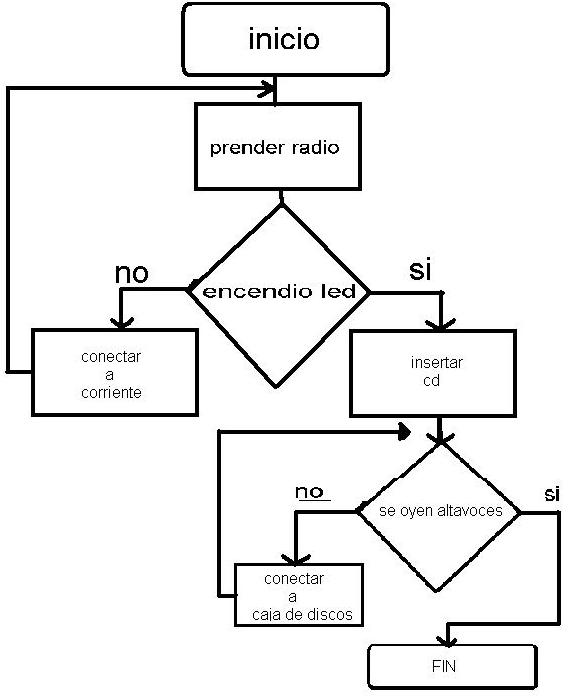 inicio
prender radio
encendio led
no
si
conectar
a
corriente
insertar
cd
se oyen altavoces
no
si
conectar
a
caja de discos
FIN